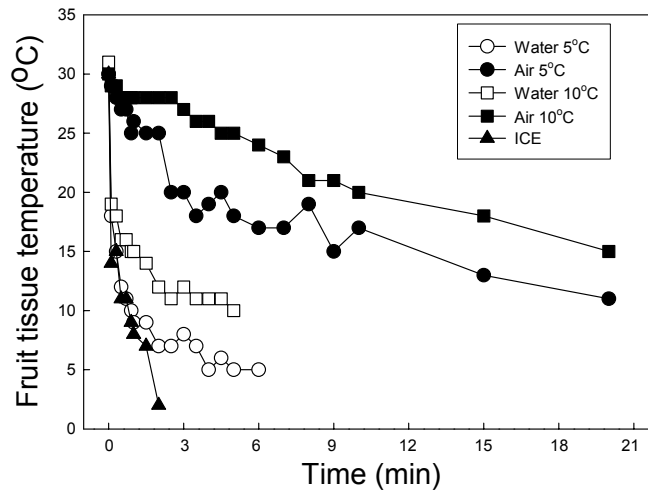 35
30
25
20
15
10
5
0
Fruit tissue temperature (°C)
Water 5°C
Air 5°C
Water 10°C
Air 10°C
ICE
0 3 6 9 12 15 18 21
Time (min)